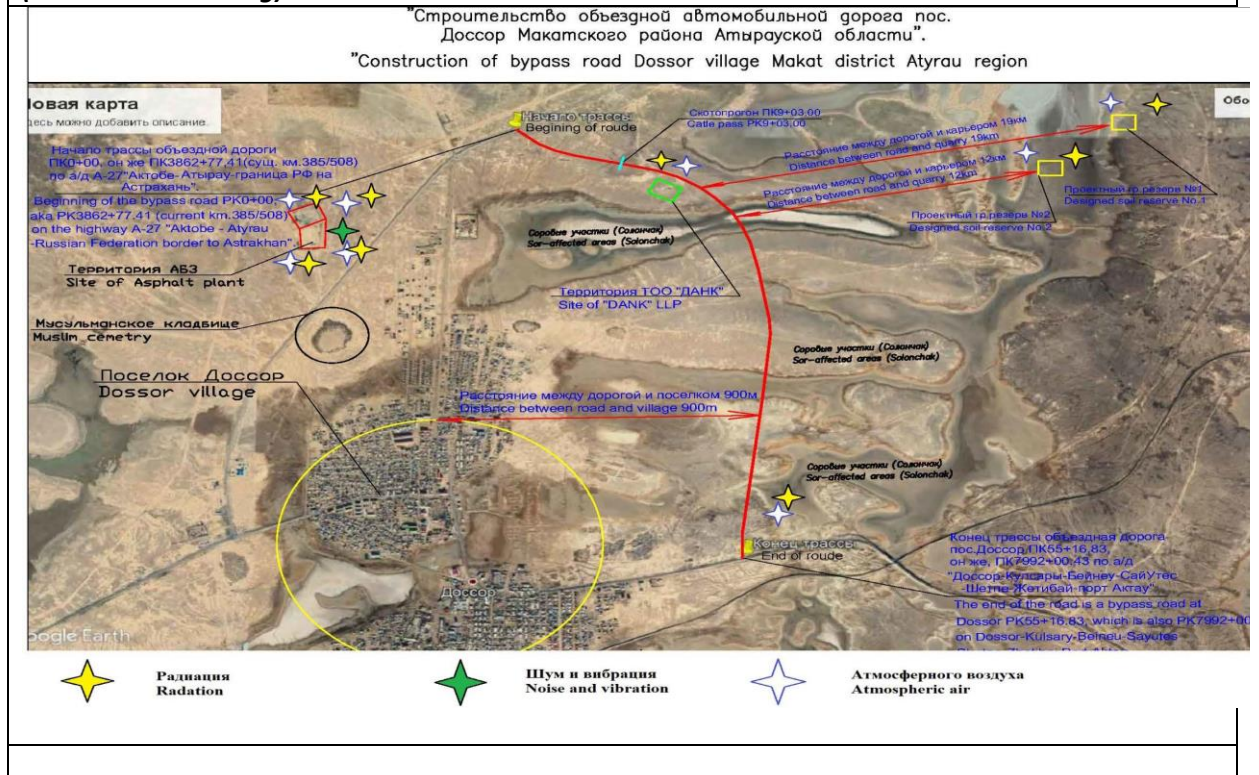 "Строительство объездной автомобильной дорога пос.
Доссор Макатского района Атырауской области".
"Construction of bypass road Dossor village Makat district Atyrau region
Новая карта
здесь можно добавить описание.
Начало трассы
Begining of roude
Скотопрогон ПК9+03.00
Catle pass PK9+03.00
Обо
Начало трассы объездной дороги
ПК0+00, он же ПК3862+77,41(сущ. км.385/508)
по а/д А-27"Актобе-Атырау-граница РФ на
Астрахань".
Beginning of the bypass road PK0+00,
aka PK3862+77.41 (current km.385/508)
on the highway A-27 "Aktobe - Atyrau
-Russian Federation border to Astrakhan".
Расстояние между дорогой и карьером 19км
Distance between road and quarry 19km
Расстояние между дорогой и карьером 12км
Distance between road and quarry 12km
Проектный гр.резерв №1
Designed soil reserve No.1
Проектный гр.резерв №2
Designed soil reserve No.2
Соровые участки (Солончак)
Sor-affected areas (Solonchak)
Территория АБЗ
Site of Asphalt plant
Территория ТОО "ДАНК"
Site of "DANK" LLP
Мусульманское кладбище
Muslim cemetry
Соровые участки (Солончак)
Sor-affected areas (Solonchak)
Поселок Доссор
Dossor village
Расстояние между дорогой и поселком 900м
Distance between road and village 900m
Соровые участки (Солончак)
Sor-affected areas (Solonchak)
Конец трассы
End of roude
Конец трассы объездная дорога
пос.Доссор ПК55+16,83,
он же, ПК7992+00,43 по а/д
"Доссор-Кулсары-Бейнеу-СайУтес
-Шетпе-Жетибай-порт Актау"
The end of the road is a bypass road at
Dossor PK55+16.83, which is also PK7992+00
on Dossor-Kulsary-Beineu-Sayutes
Доссор
Google Earth
Радиация
Radation
Шум и вибрация
Noise and vibration
Атмосферного воздуха
Atmospheric air